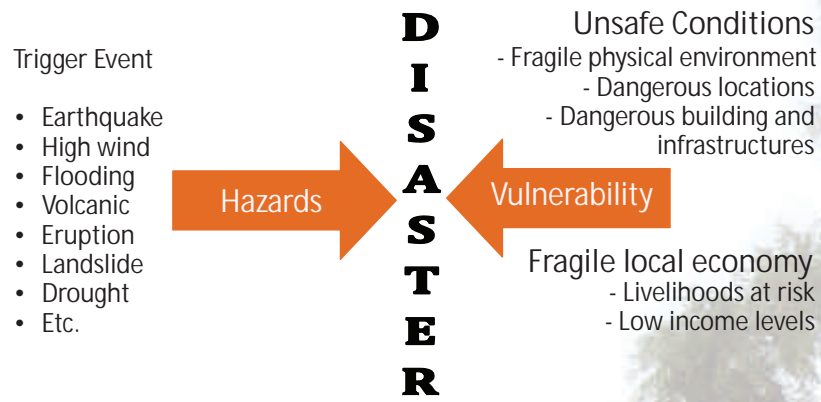 Trigger Event
• Earthquake
• High wind
• Flooding
• Volcanic
• Eruption
• Landslide
• Drought
• Etc.
Hazards
D
I
S
A
S
T
E
R
Vulnerability
Unsafe Conditions
- Fragile physical environment
- Dangerous locations
- Dangerous building and
infrastructures
Fragile local economy
- Livelihoods at risk
- Low income levels